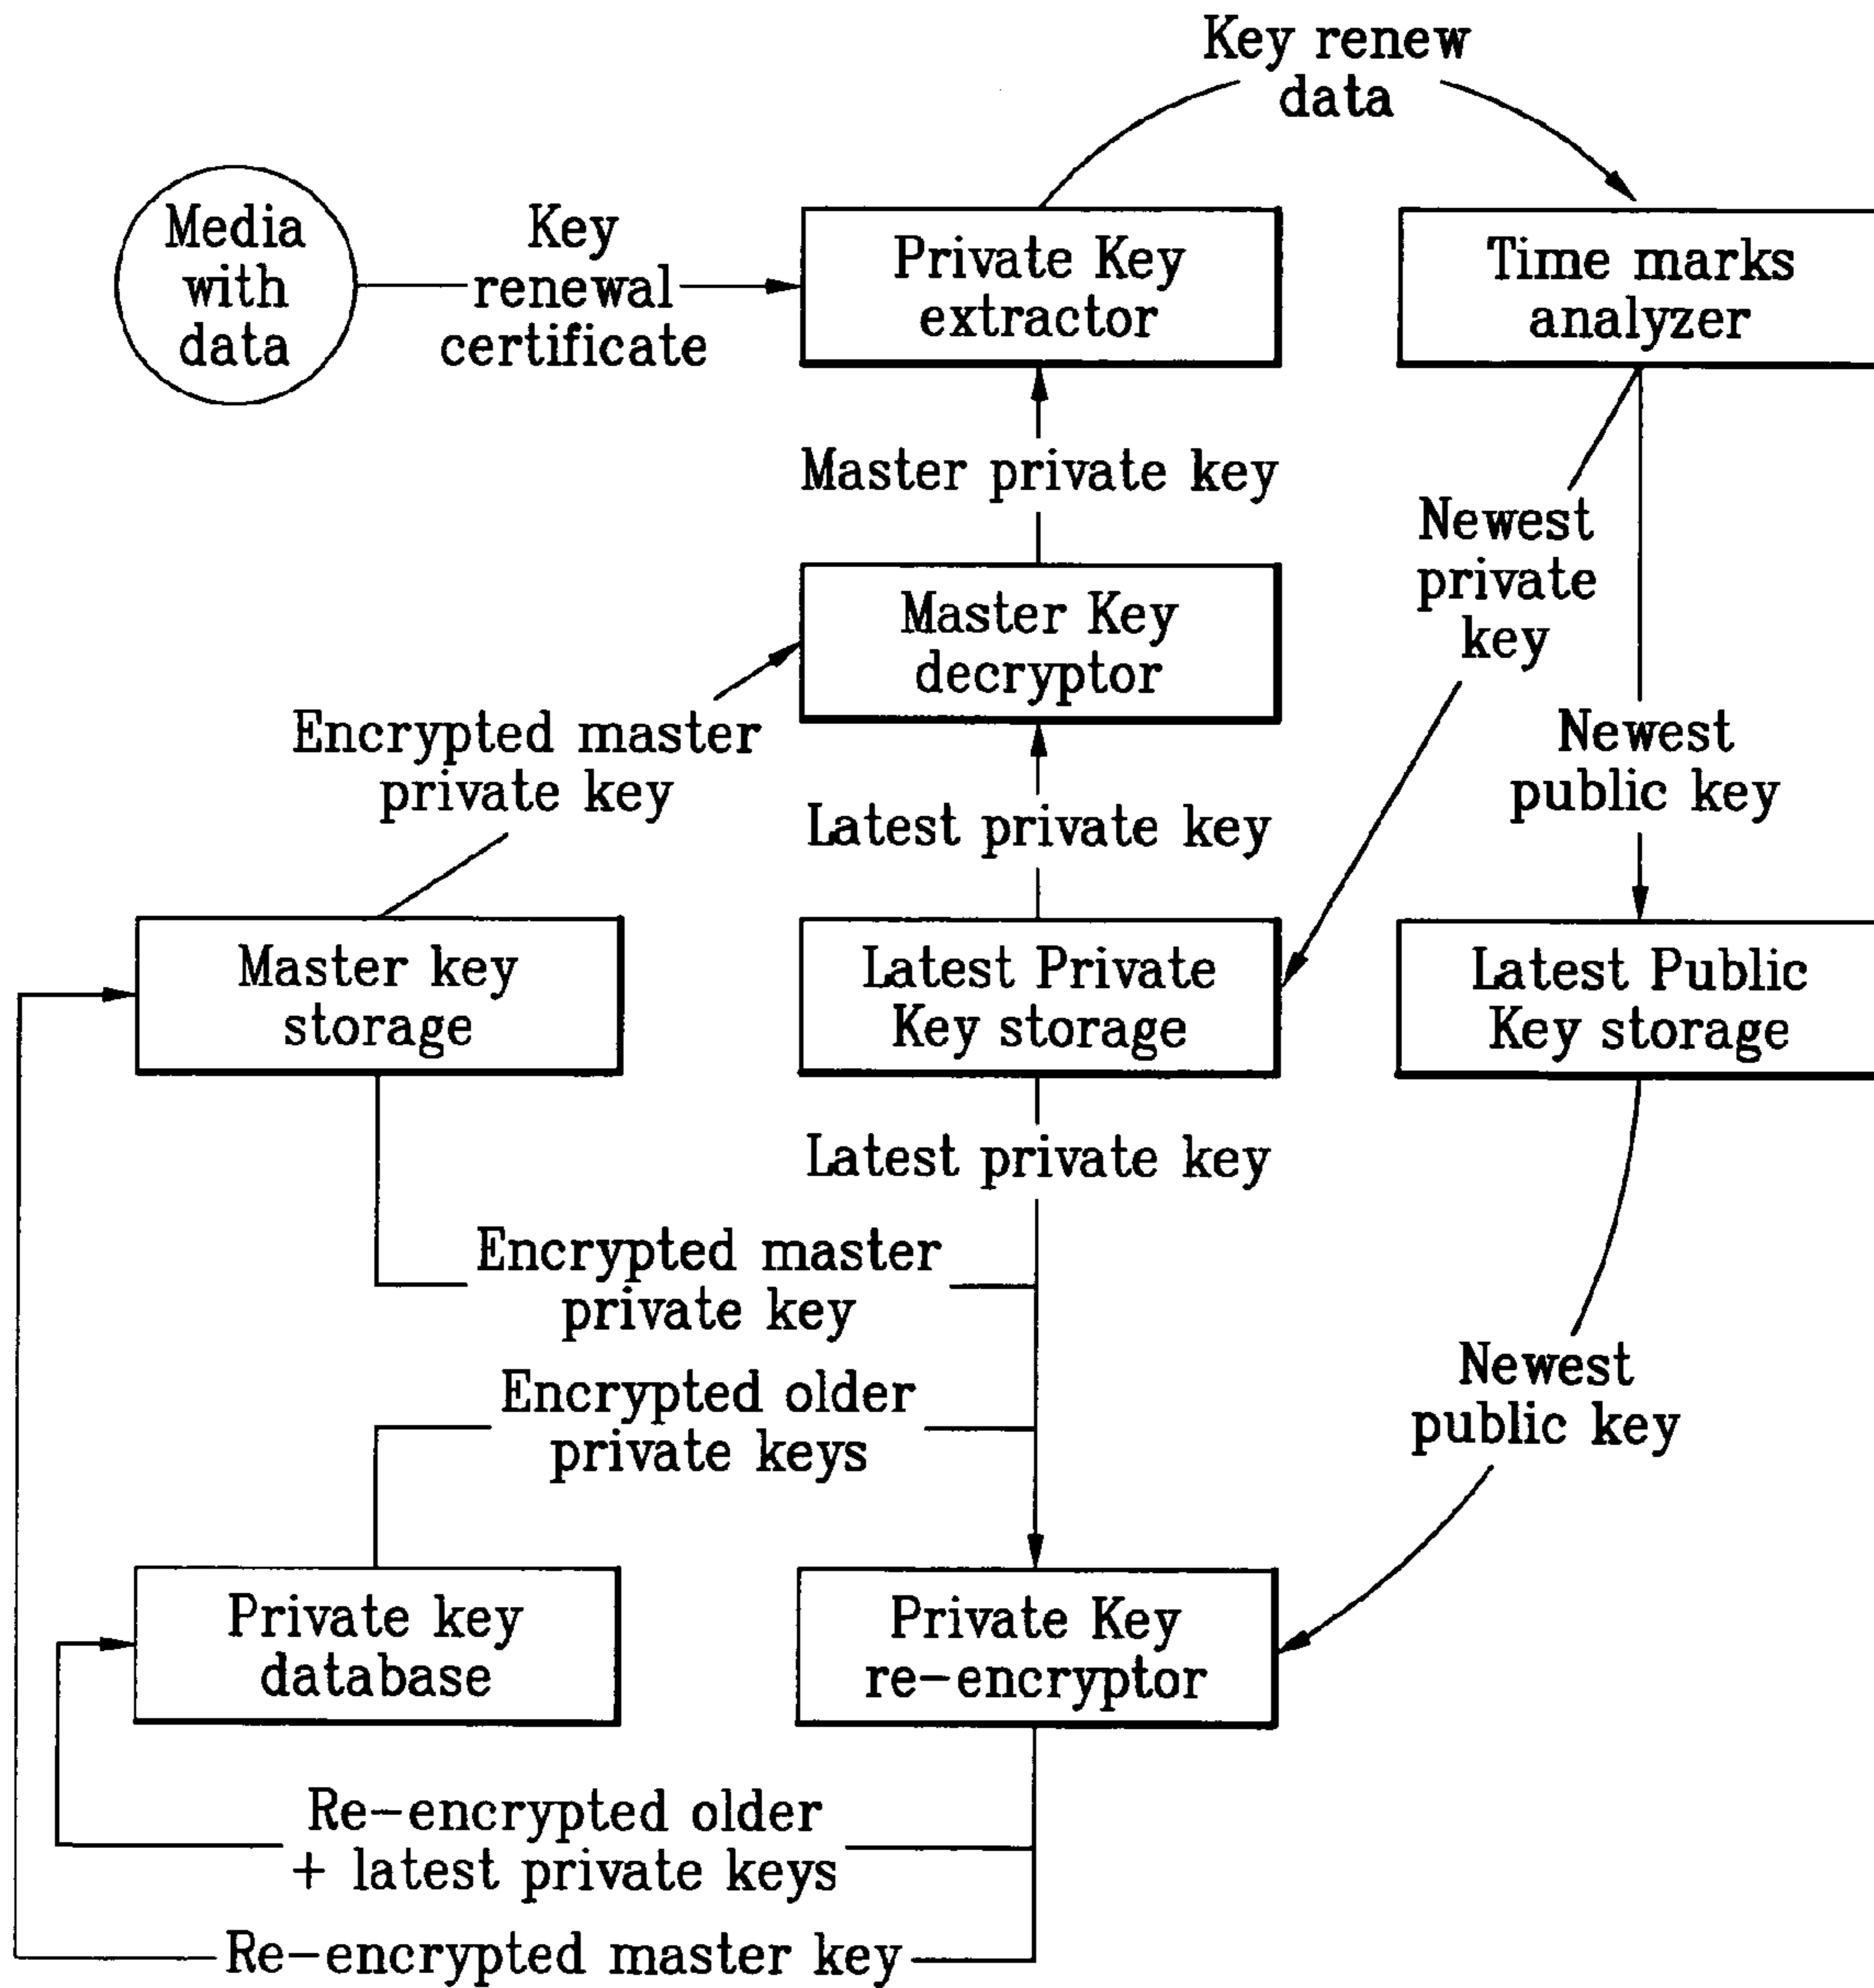 Key renew
data
Media
with
data
Key
renewal
certificate
Private Key
extractor
Time marks
analyzer
Master private key
Newest
private
key
Master Key
decryptor
Encrypted master
private key
Newest
public key
Latest private key
Master key
storage
Latest Private
Key storage
Latest Public
Key storage
Latest private key
Encrypted master
private key
Encrypted older
private keys
Newest
public key
Private key
database
Private Key
re-encryptor
Re-encrypted older
+ latest private keys
Re-encrypted master key